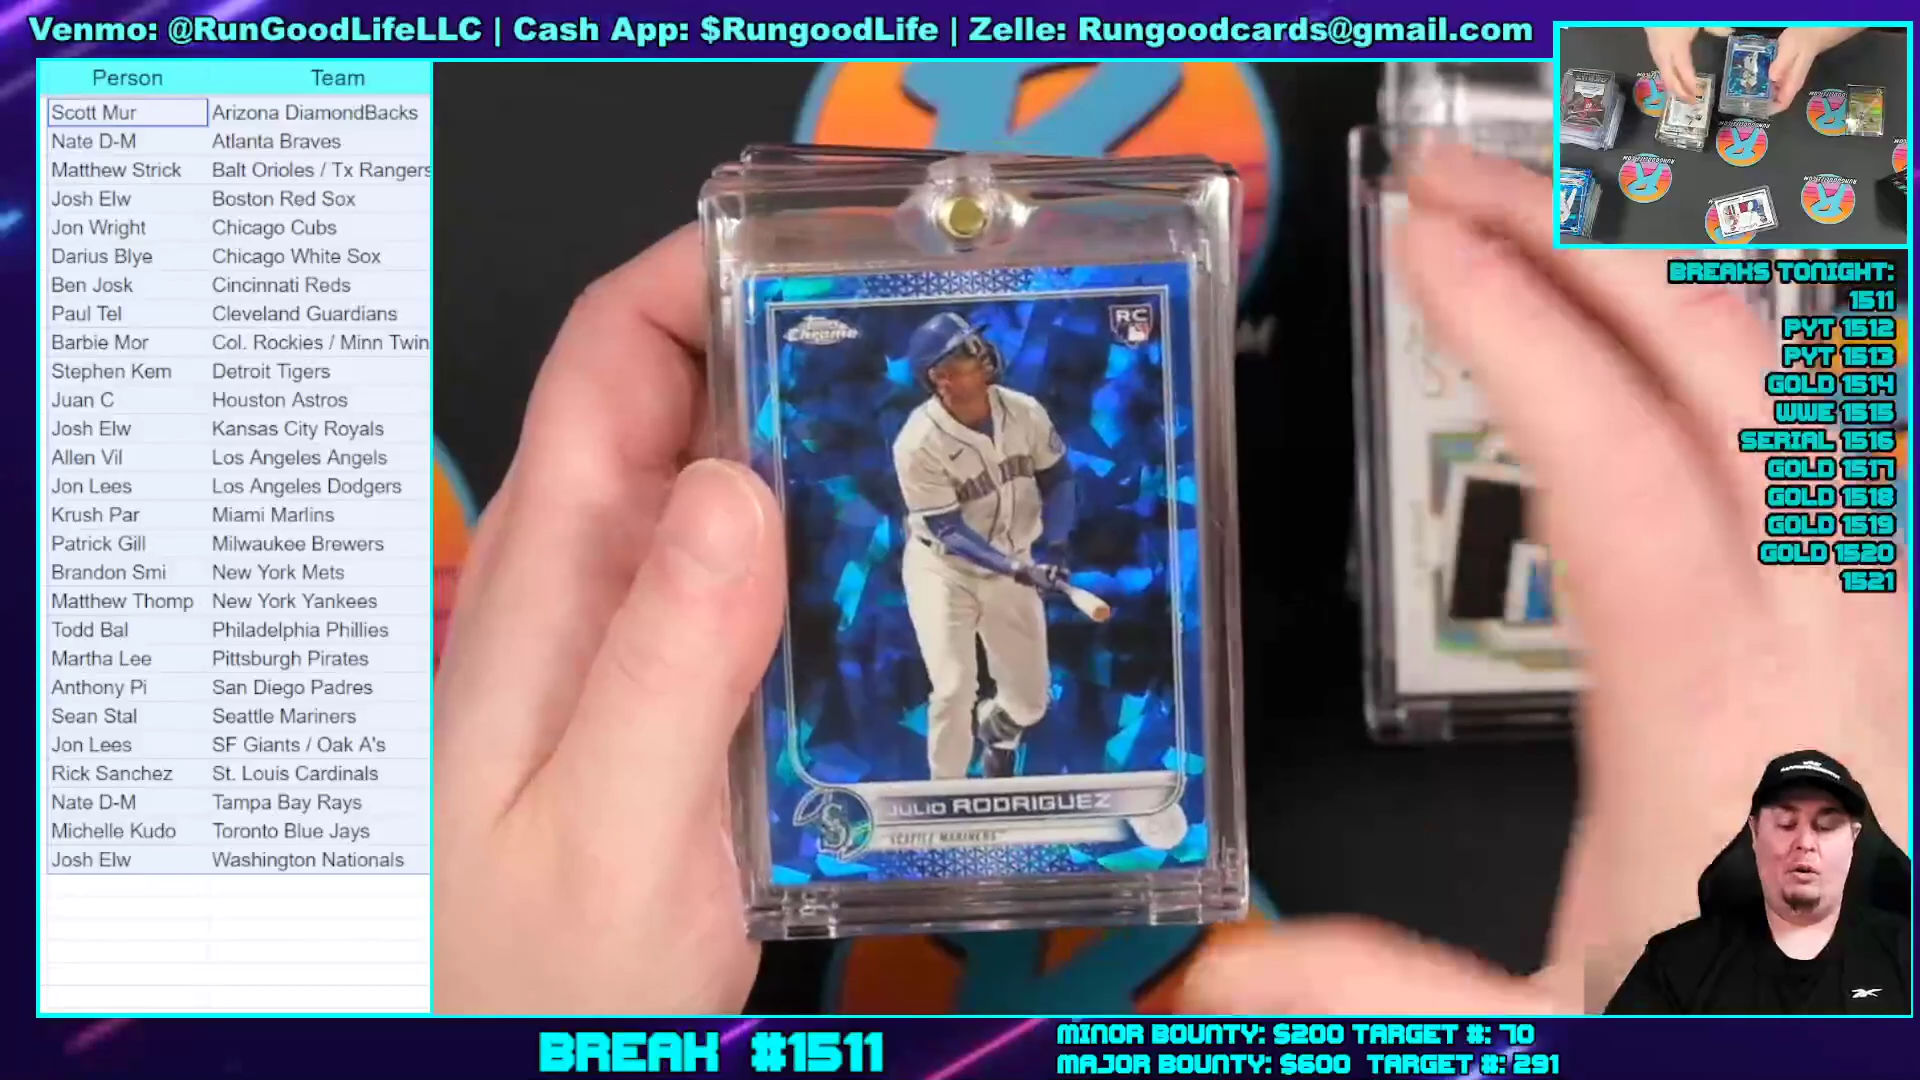 Venmo: @RunGoodLifeLLC | Cash App: $RungoodLife | Zelle: Rungoodcards@gmail.com
Person Team
Scott Mur Arizona DiamondBacks
Nate D-M Atlanta Braves
Matthew Strick Balt Orioles / Tx Rangers
Josh Elw Boston Red Sox
Jon Wright Chicago Cubs
Darius Blye Chicago White Sox
Ben Josk Cincinnati Reds
Paul Tel Cleveland Guardians
Barbie Mor Col. Rockies / Minn Twin
Stephen Kem Detroit Tigers
Juan C Houston Astros
Josh Elw Kansas City Royals
Allen Vil Los Angeles Angels
Jon Lees Los Angeles Dodgers
Krush Par Miami Marlins
Patrick Gill Milwaukee Brewers
Brandon Smi New York Mets
Matthew Thomp New York Yankees
Todd Bal Philadelphia Phillies
Martha Lee Pittsburgh Pirates
Anthony Pi San Diego Padres
Sean Stal Seattle Mariners
Jon Lees SF Giants / Oak A's
Rick Sanchez St. Louis Cardinals
Nate D-M Tampa Bay Rays
Michelle Kudo Toronto Blue Jays
Josh Elw Washington Nationals
Topps
Chrome
RC
JULIO RODRIGUEZ
SEATTLE MARINERS
BREAKS TONIGHT:
1511
PYT 1512
PYT 1513
GOLD 1514
WWE 1515
SERIAL 1516
GOLD 1517
GOLD 1518
GOLD 1519
GOLD 1520
1521
BREAK #1511
MINOR BOUNTY: $200 TARGET #: 70
MAJOR BOUNTY: $600 TARGET #: 291